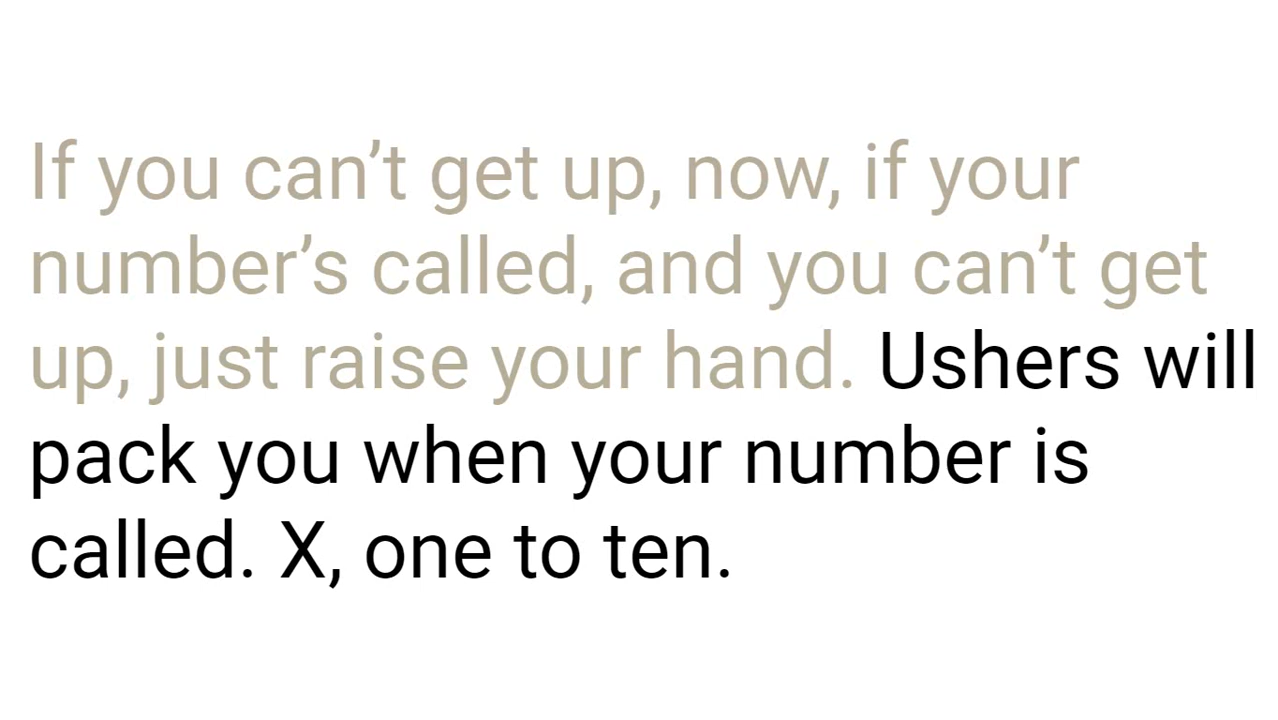 If you can’t get up, now, if your
number’s called, and you can’t get
up, just raise your hand. Ushers will
pack you when your number is
called. X, one to ten.